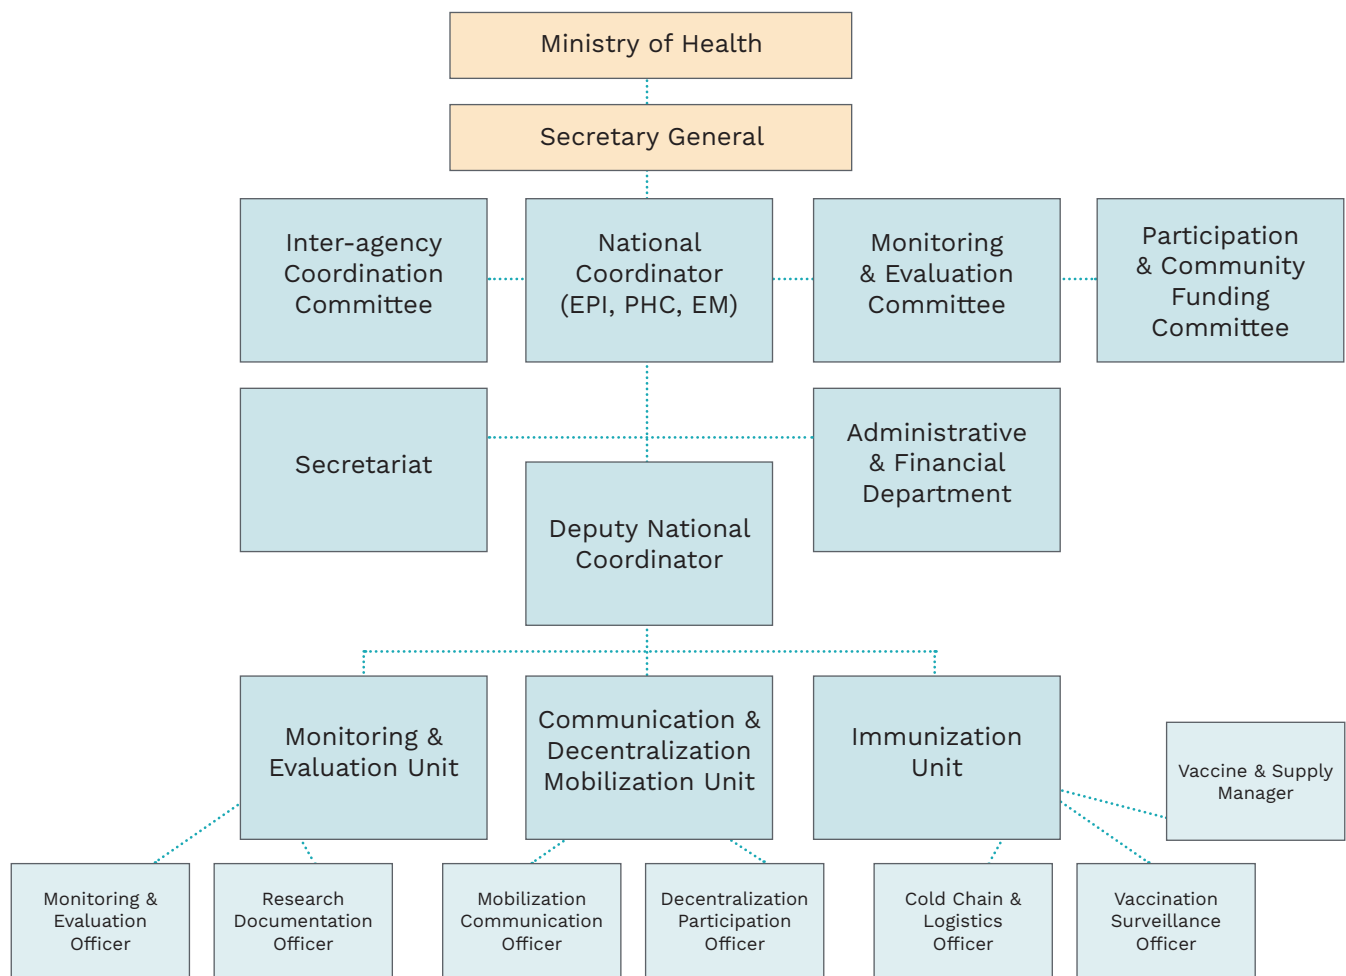 Ministry of Health
Secretary General
Inter-agency
Coordination
Committee
National
Coordinator
(EPI, PHC, EM)
Monitoring
& Evaluation
Committee
Participation
& Community
Funding
Committee
Secretariat
Administrative
& Financial
Department
Deputy National
Coordinator
Monitoring &
Evaluation Unit
Communication &
Decentralization
Mobilization Unit
Immunization
Unit
Vaccine & Supply
Manager
Monitoring &
Evaluation
Officer
Research
Documentation
Officer
Mobilization
Communication
Officer
Decentralization
Participation
Officer
Cold Chain &
Logistics
Officer
Vaccination
Surveillance
Officer